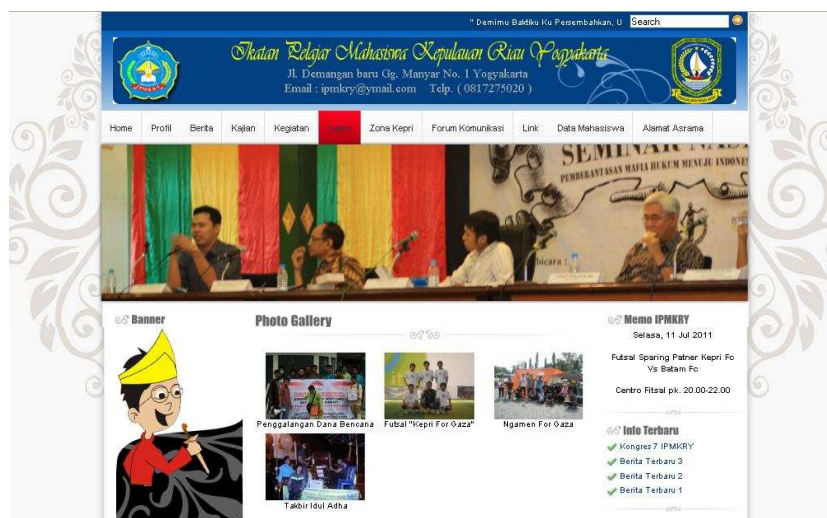 " Demimu Baktiku Ku Persembahkan, U
Search
Ikatan Pelajar Mahasiswa Kepulauan Riau Yogyakarta
Jl. Demangan baru Gg. Manyar No. 1 Yogyakarta
Email : ipmkry@ymail.com Telp. ( 0817275020 )
Home Profil Berita Kajian Kegiatan Galeri Zona Kepri Forum Komunikasi Link Data Mahasiswa Alamat Asrama
SEMINAR NAS
PEMBERANTASAN MAFIA HUKUM MENUJU INDONES
bicara :
Banner
Photo Gallery
Penggalangan Dana Bencana
Futsal "Kepri For Gaza"
Ngamen For Gaza
Takbir Idul Adha
Memo IPMKRY
Selasa, 11 Jul 2011
Futsal Sparing Patner Kepri Fc
Vs Batam Fc
Centro Fitsal pk. 20.00-22.00
Info Terbaru
Kongres 7 IPMKRY
Berita Terbaru 3
Berita Terbaru 2
Berita Terbaru 1